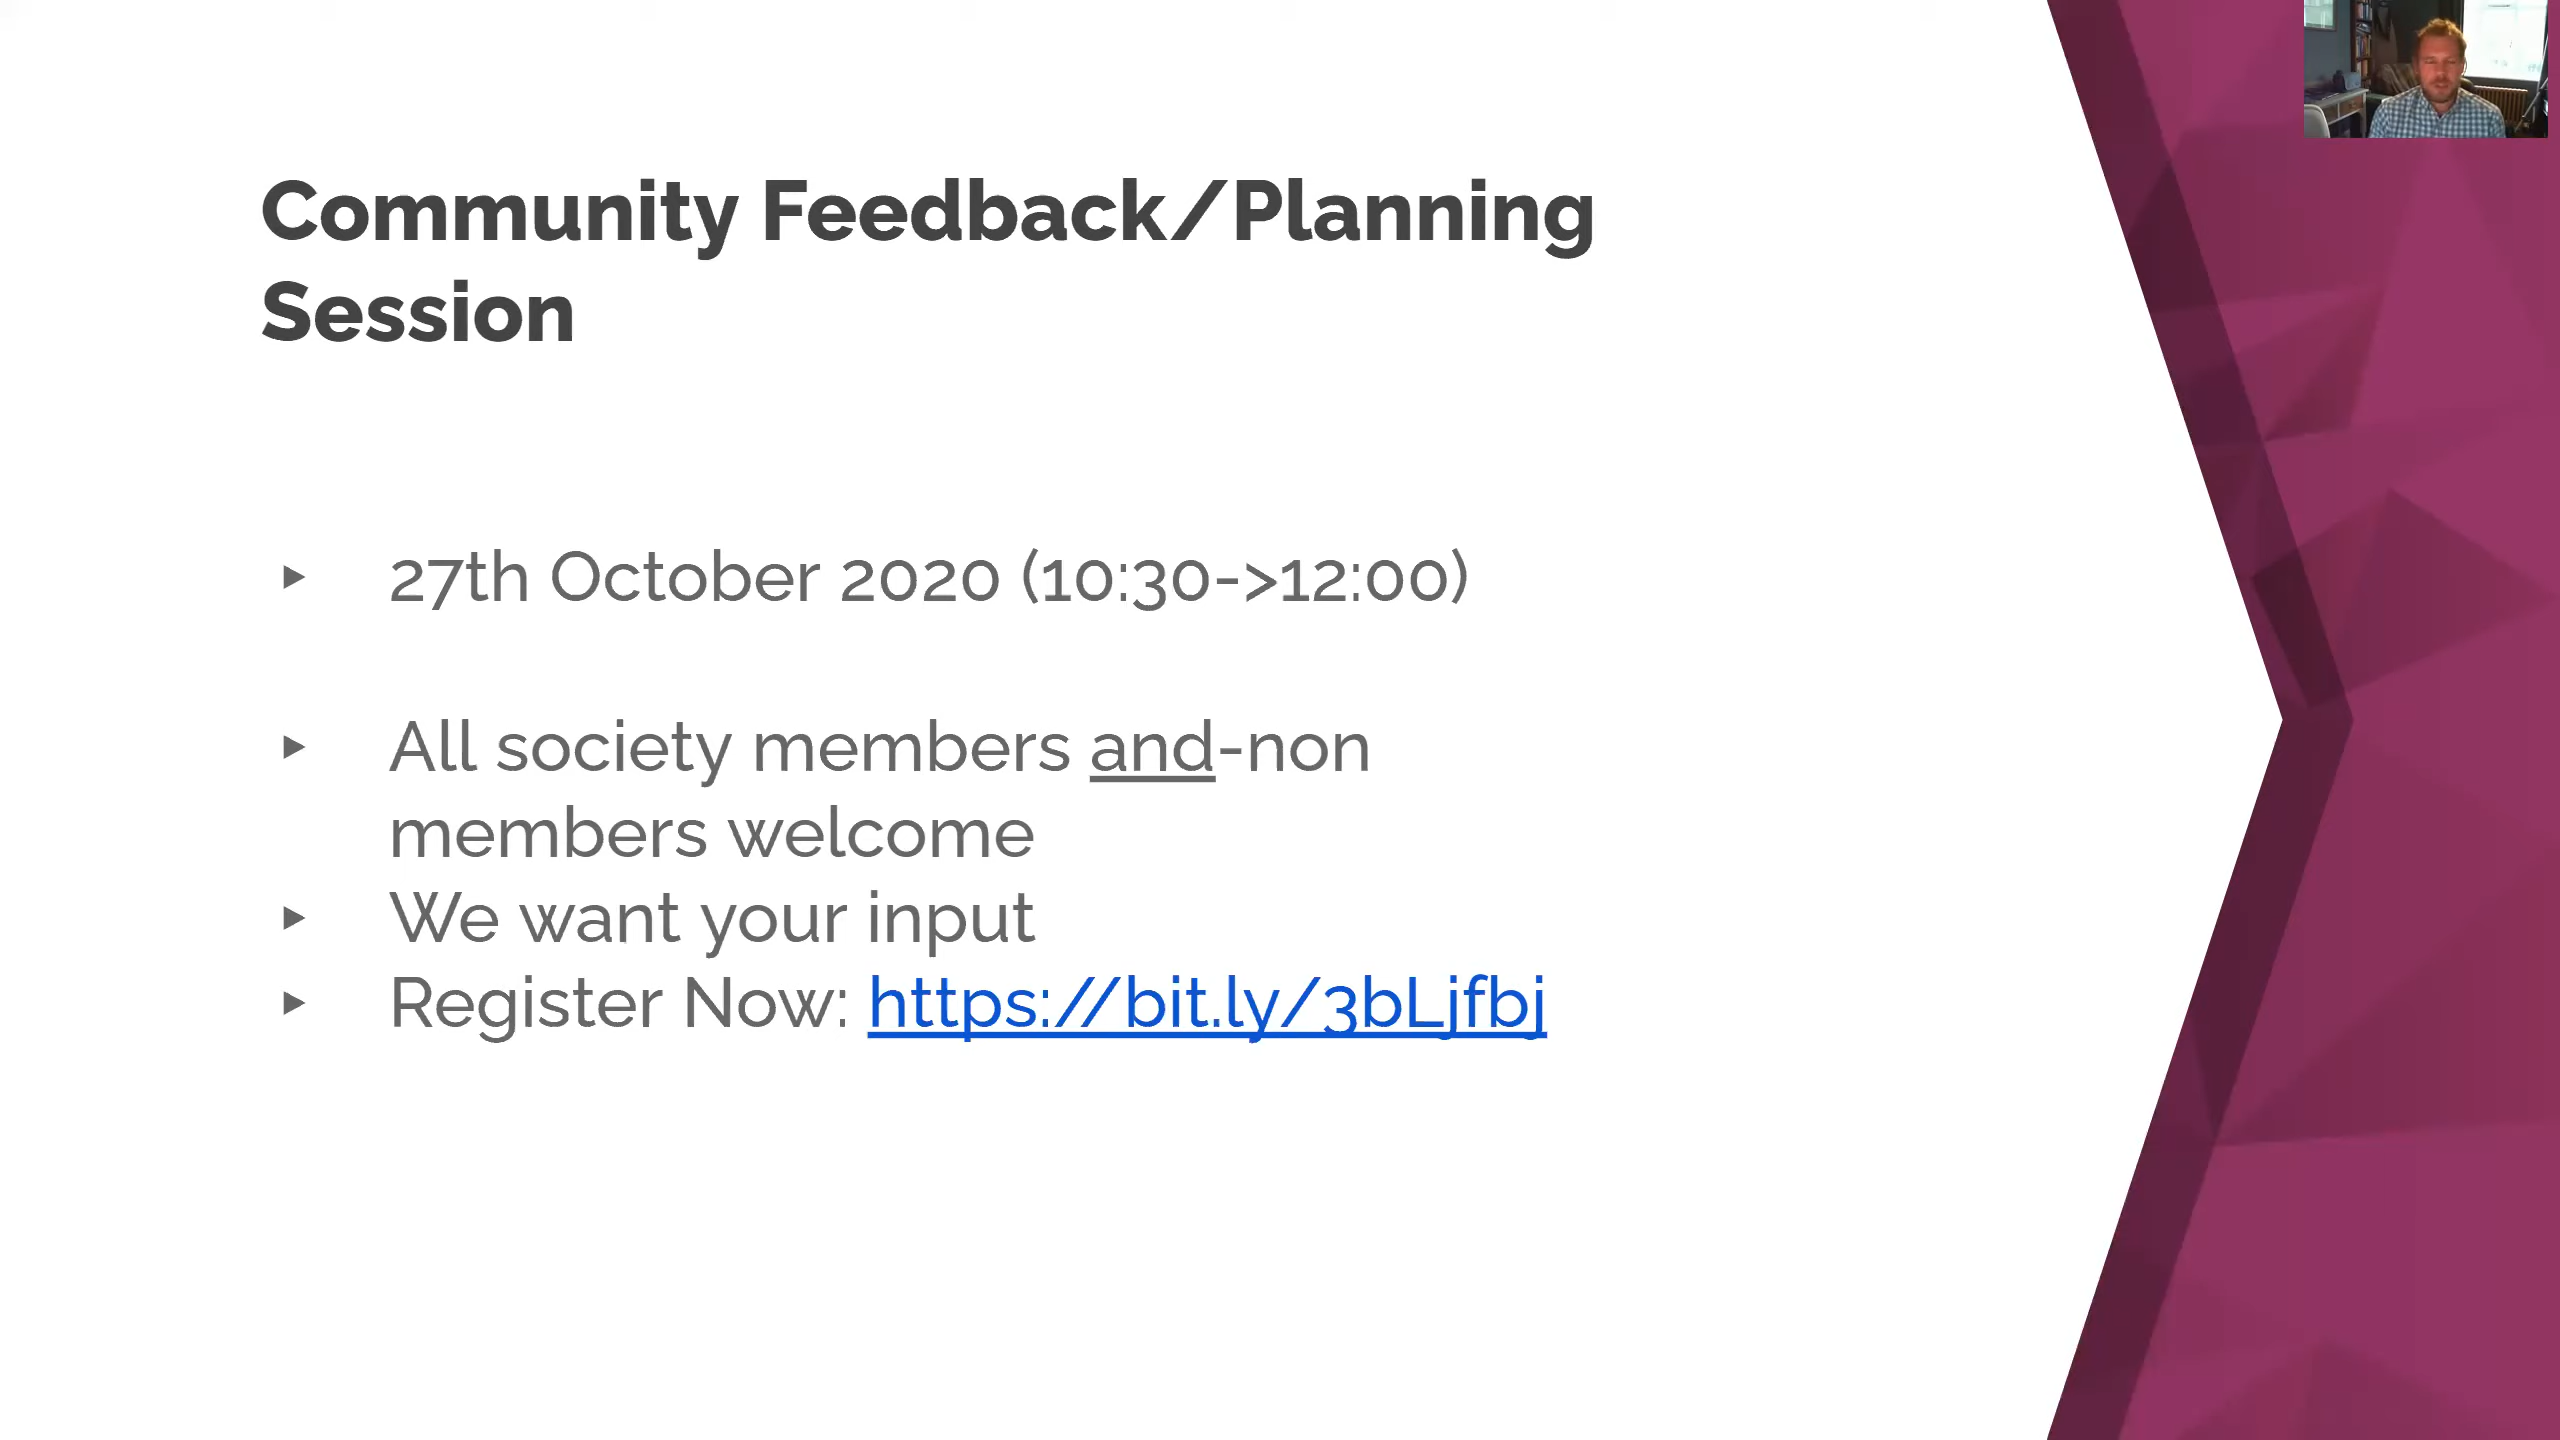 Community Feedback/Planning
Session
▸ 27th October 2020 (10:30->12:00)
▸ All society members and-non
members welcome
▸ We want your input
▸ Register Now: https://bit.ly/3bLjfbj